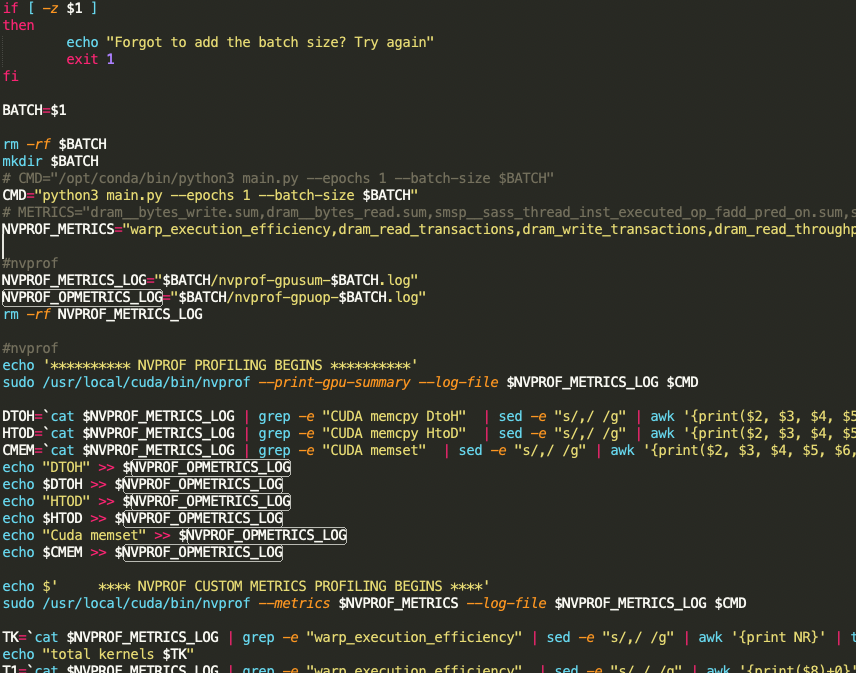 if [ -z $1 ]
then
echo "Forgot to add the batch size? Try again"
exit 1
fi
BATCH=$1
rm -rf $BATCH
mkdir $BATCH
# CMD="/opt/conda/bin/python3 main.py --epochs 1 --batch-size $BATCH"
CMD="python3 main.py --epochs 1 --batch-size $BATCH"
# METRICS="dram__bytes_write.sum,dram__bytes_read.sum,smsp__sass_thread_inst_executed_op_fadd_pred_on.sum,s
NVPROF_METRICS="warp_execution_efficiency,dram_read_transactions,dram_write_transactions,dram_read_throughp
#nvprof
NVPROF_METRICS_LOG="$BATCH/nvprof-gpusum-$BATCH.log"
NVPROF_OPMETRICS_LOG="$BATCH/nvprof-gpuop-$BATCH.log"
rm -rf NVPROF_METRICS_LOG
#nvprof
echo '********** NVPROF PROFILING BEGINS **********'
sudo /usr/local/cuda/bin/nvprof --print-gpu-summary --log-file $NVPROF_METRICS_LOG $CMD
DTOH=`cat $NVPROF_METRICS_LOG | grep -e "CUDA memcpy DtoH"  | sed -e "s/,/ /g" | awk '{print($2, $3, $4, $5
HTOD=`cat $NVPROF_METRICS_LOG | grep -e "CUDA memcpy HtoD"  | sed -e "s/,/ /g" | awk '{print($2, $3, $4, $5
CMEM=`cat $NVPROF_METRICS_LOG | grep -e "CUDA memset"  | sed -e "s/,/ /g" | awk '{print($2, $3, $4, $5, $6,
echo "DTOH" >> $NVPROF_OPMETRICS_LOG
echo $DTOH >> $NVPROF_OPMETRICS_LOG
echo "HTOD" >> $NVPROF_OPMETRICS_LOG
echo $HTOD >> $NVPROF_OPMETRICS_LOG
echo "Cuda memset" >> $NVPROF_OPMETRICS_LOG
echo $CMEM >> $NVPROF_OPMETRICS_LOG
echo $'     **** NVPROF CUSTOM METRICS PROFILING BEGINS ****'
sudo /usr/local/cuda/bin/nvprof --metrics $NVPROF_METRICS --log-file $NVPROF_METRICS_LOG $CMD
TK=`cat $NVPROF_METRICS_LOG | grep -e "warp_execution_efficiency" | sed -e "s/,/ /g" | awk '{print NR}' | t
echo "total kernels $TK"
T1=`cat $NVPROF_METRICS_LOG | grep -e "warp_execution_efficiency"  | sed -e "s/,/ /g" | awk '{print($8)+0}'